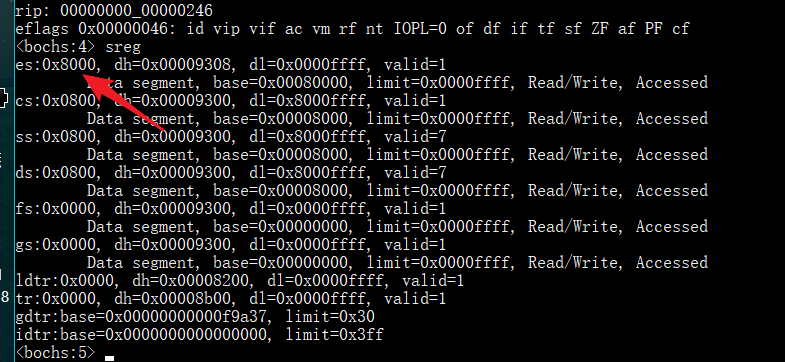 rip: 00000000_00000246
eflags 0x00000046: id vip vif ac vm rf nt IOPL=0 of df if tf sf ZF af PF cf
<bochs:4> sreg
es:0x8000, dh=0x00009308, dl=0x0000ffff, valid=1
Data segment, base=0x00080000, limit=0x0000ffff, Read/Write, Accessed
cs:0x0800, dh=0x00009300, dl=0x8000ffff, valid=1
Data segment, base=0x00008000, limit=0x0000ffff, Read/Write, Accessed
ss:0x0800, dh=0x00009300, dl=0x8000ffff, valid=7
Data segment, base=0x00008000, limit=0x0000ffff, Read/Write, Accessed
ds:0x0800, dh=0x00009300, dl=0x8000ffff, valid=7
Data segment, base=0x00008000, limit=0x0000ffff, Read/Write, Accessed
fs:0x0000, dh=0x00009300, dl=0x0000ffff, valid=1
Data segment, base=0x00000000, limit=0x0000ffff, Read/Write, Accessed
gs:0x0000, dh=0x00009300, dl=0x0000ffff, valid=1
Data segment, base=0x00000000, limit=0x0000ffff, Read/Write, Accessed
ldtr:0x0000, dh=0x00008200, dl=0x0000ffff, valid=1
8
tr:0x0000, dh=0x00008b00, dl=0x0000ffff, valid=1
gdtr:base=0x00000000000f9a37, limit=0x30
idtr:base=0x0000000000000000, limit=0x3ff
<bochs:5>